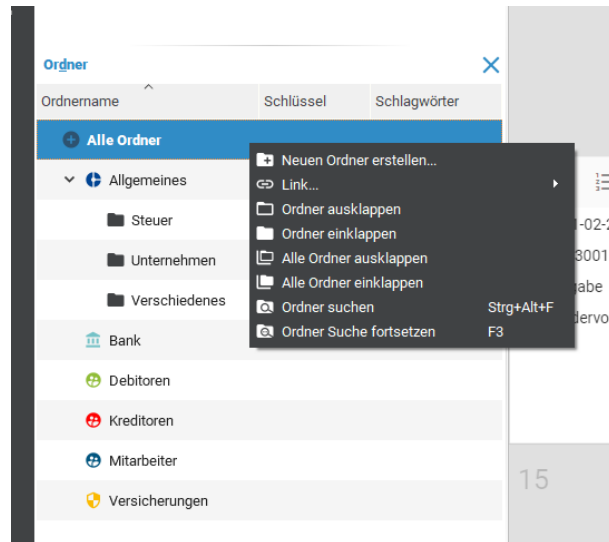 Ordner
Ordnername Schlüssel Schlagwörter
Alle Ordner
Neuen Ordner erstellen...
Allgemeines
Link...
Steuer
Ordner ausklappen
Ordner einklappen
Unternehmen
Alle Ordner ausklappen
Alle Ordner einklappen
Verschiedenes
Ordner suchen Strg+Alt+F
Ordner Suche fortsetzen F3
Bank
Debitoren
Kreditoren
Mitarbeiter
Versicherungen
15